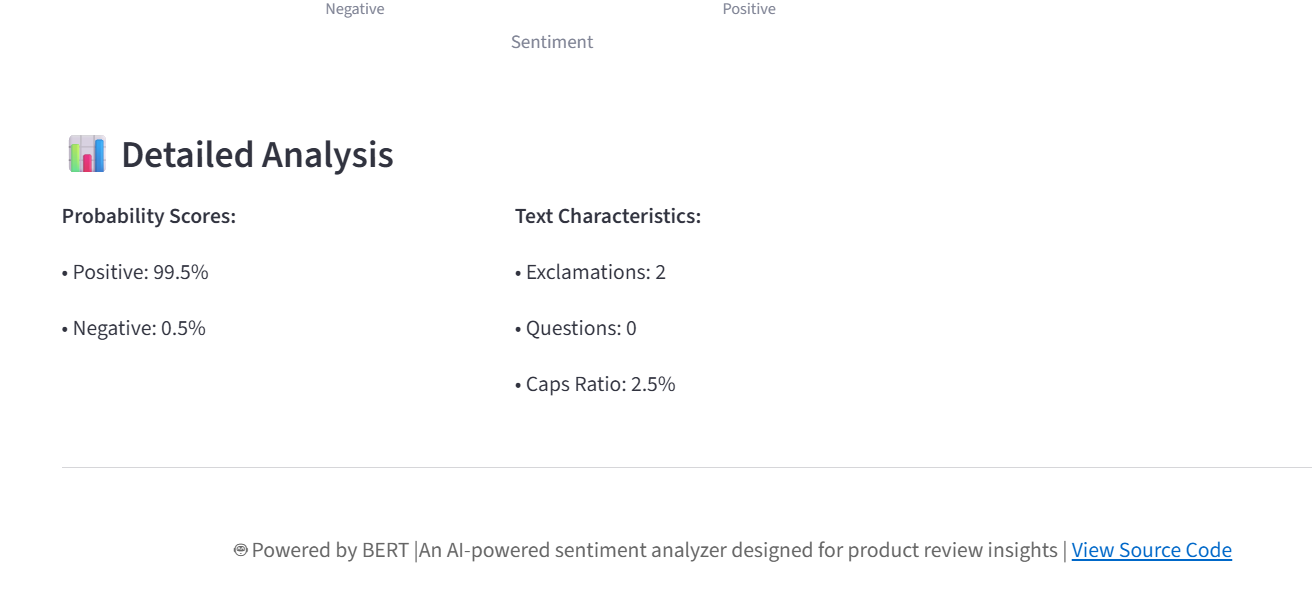 Negative Positive
Sentiment
Detailed Analysis
Probability Scores:
• Positive: 99.5%
• Negative: 0.5%
Text Characteristics:
• Exclamations: 2
• Questions: 0
• Caps Ratio: 2.5%
Powered by BERT |An AI-powered sentiment analyzer designed for product review insights | View Source Code